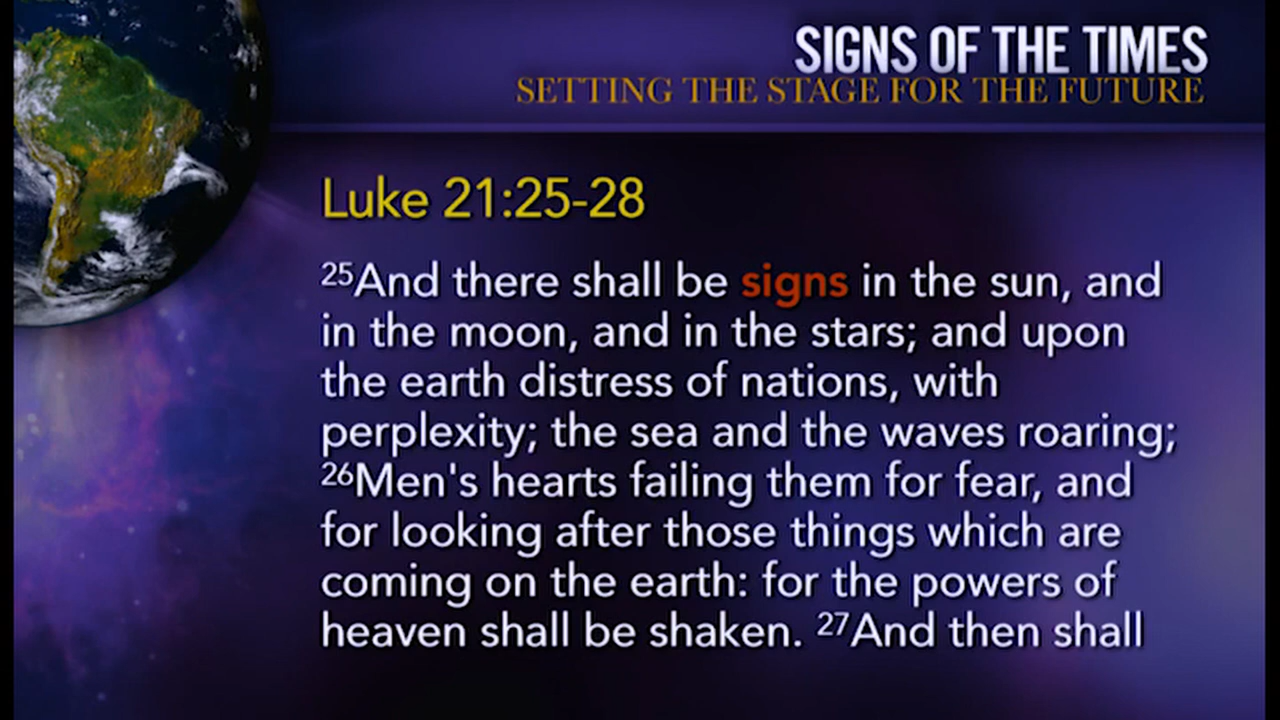 SIGNS OF THE TIMES
SETTING THE STAGE FOR THE FUTURE
Luke 21:25-28
25And there shall be signs in the sun, and
in the moon, and in the stars; and upon
the earth distress of nations, with
perplexity; the sea and the waves roaring;
26Men's hearts failing them for fear, and
for looking after those things which are
coming on the earth: for the powers of
heaven shall be shaken. 27And then shall